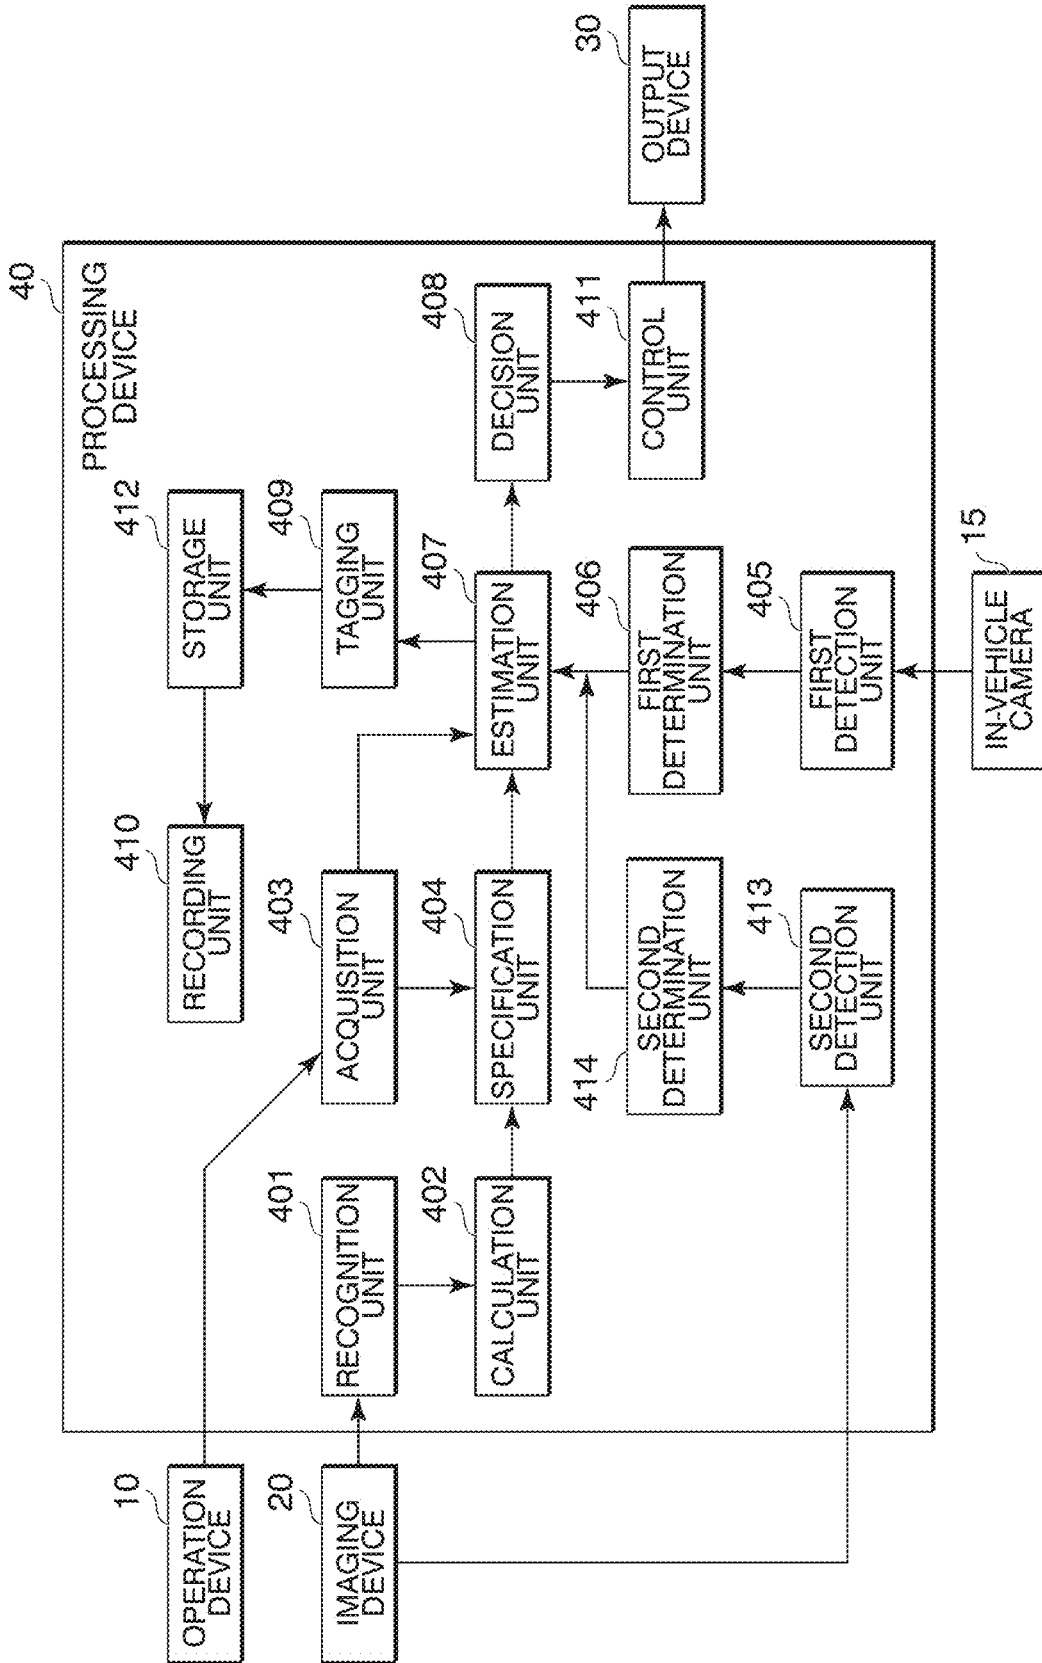 40
PROCESSING
DEVICE
10
OPERATION
DEVICE
20
IMAGING
DEVICE
401
RECOGNITION
UNIT
402
CALCULATION
UNIT
410
RECORDING
UNIT
403
ACQUISITION
UNIT
404
SPECIFICATION
UNIT
414
SECOND
DETERMINATION
UNIT
413
SECOND
DETECTION
UNIT
412
STORAGE
UNIT
409
TAGGING
UNIT
407
ESTIMATION
UNIT
406
FIRST
DETERMINATION
UNIT
405
FIRST
DETECTION
UNIT
15
IN-VEHICLE
CAMERA
408
DECISION
UNIT
411
CONTROL
UNIT
30
OUTPUT
DEVICE